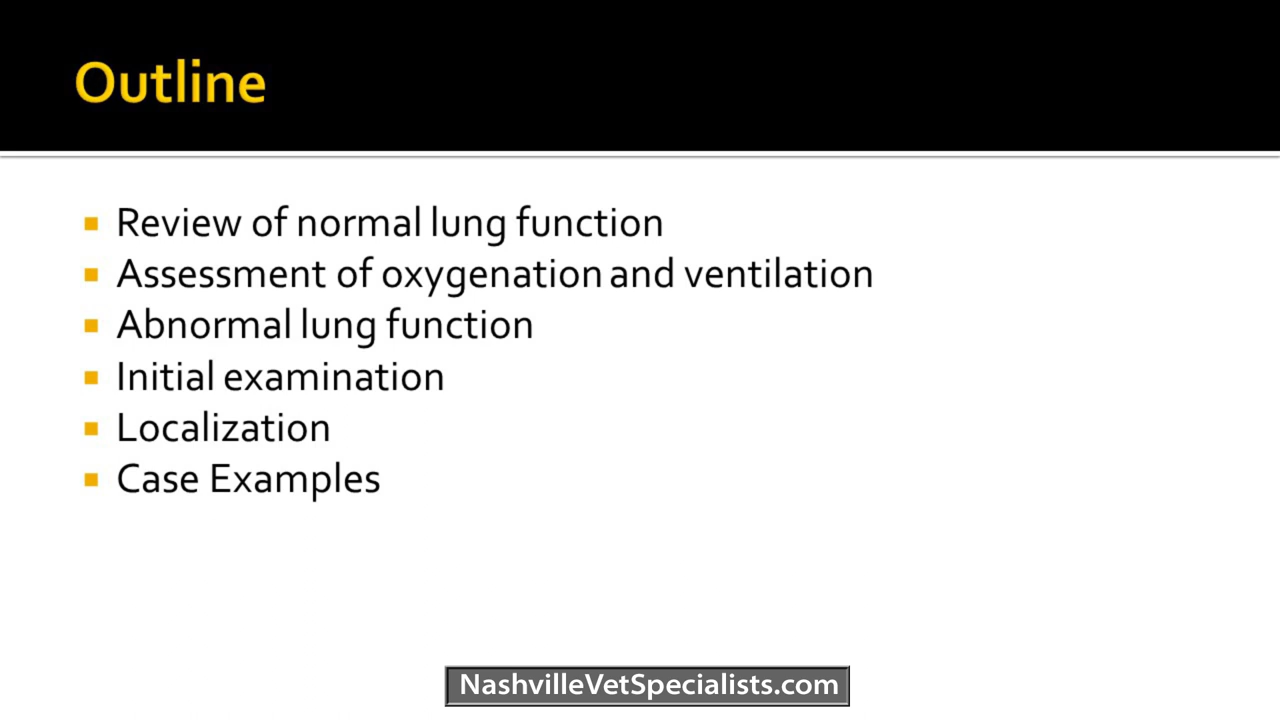 Outline
Review of normal lung function
Assessment of oxygenation and ventilation
Abnormal lung function
Initial examination
Localization
Case Examples
NashvilleVetSpecialists.com